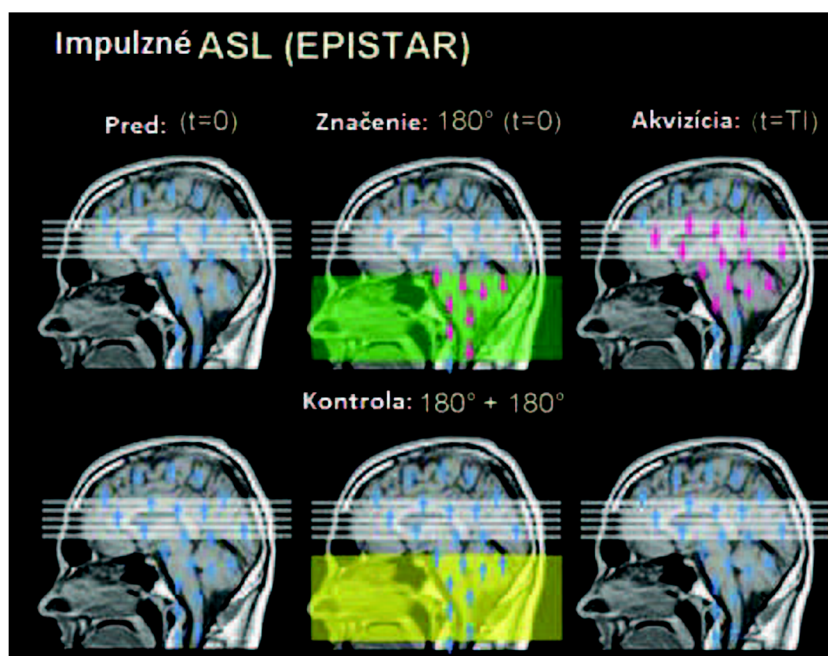 Impulzné ASL (EPISTAR)
Pred: (t=0) Značenie: 180° (t=0) Akvizícia: (t=TI)
Kontrola: 180° + 180°